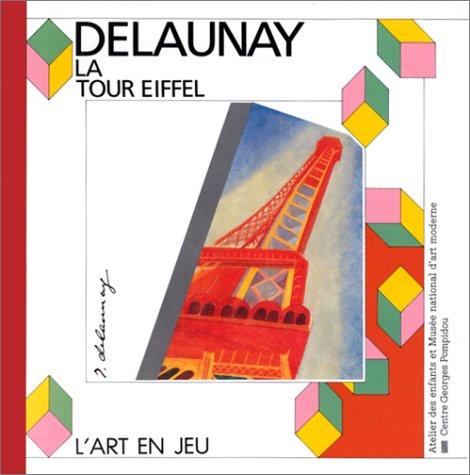 DELAUNAY
LA
TOUR EIFFEL
r. delaunay
Atelier des enfants et Musée national d'art moderne
Centre Georges Pompidou
L'ART EN JEU